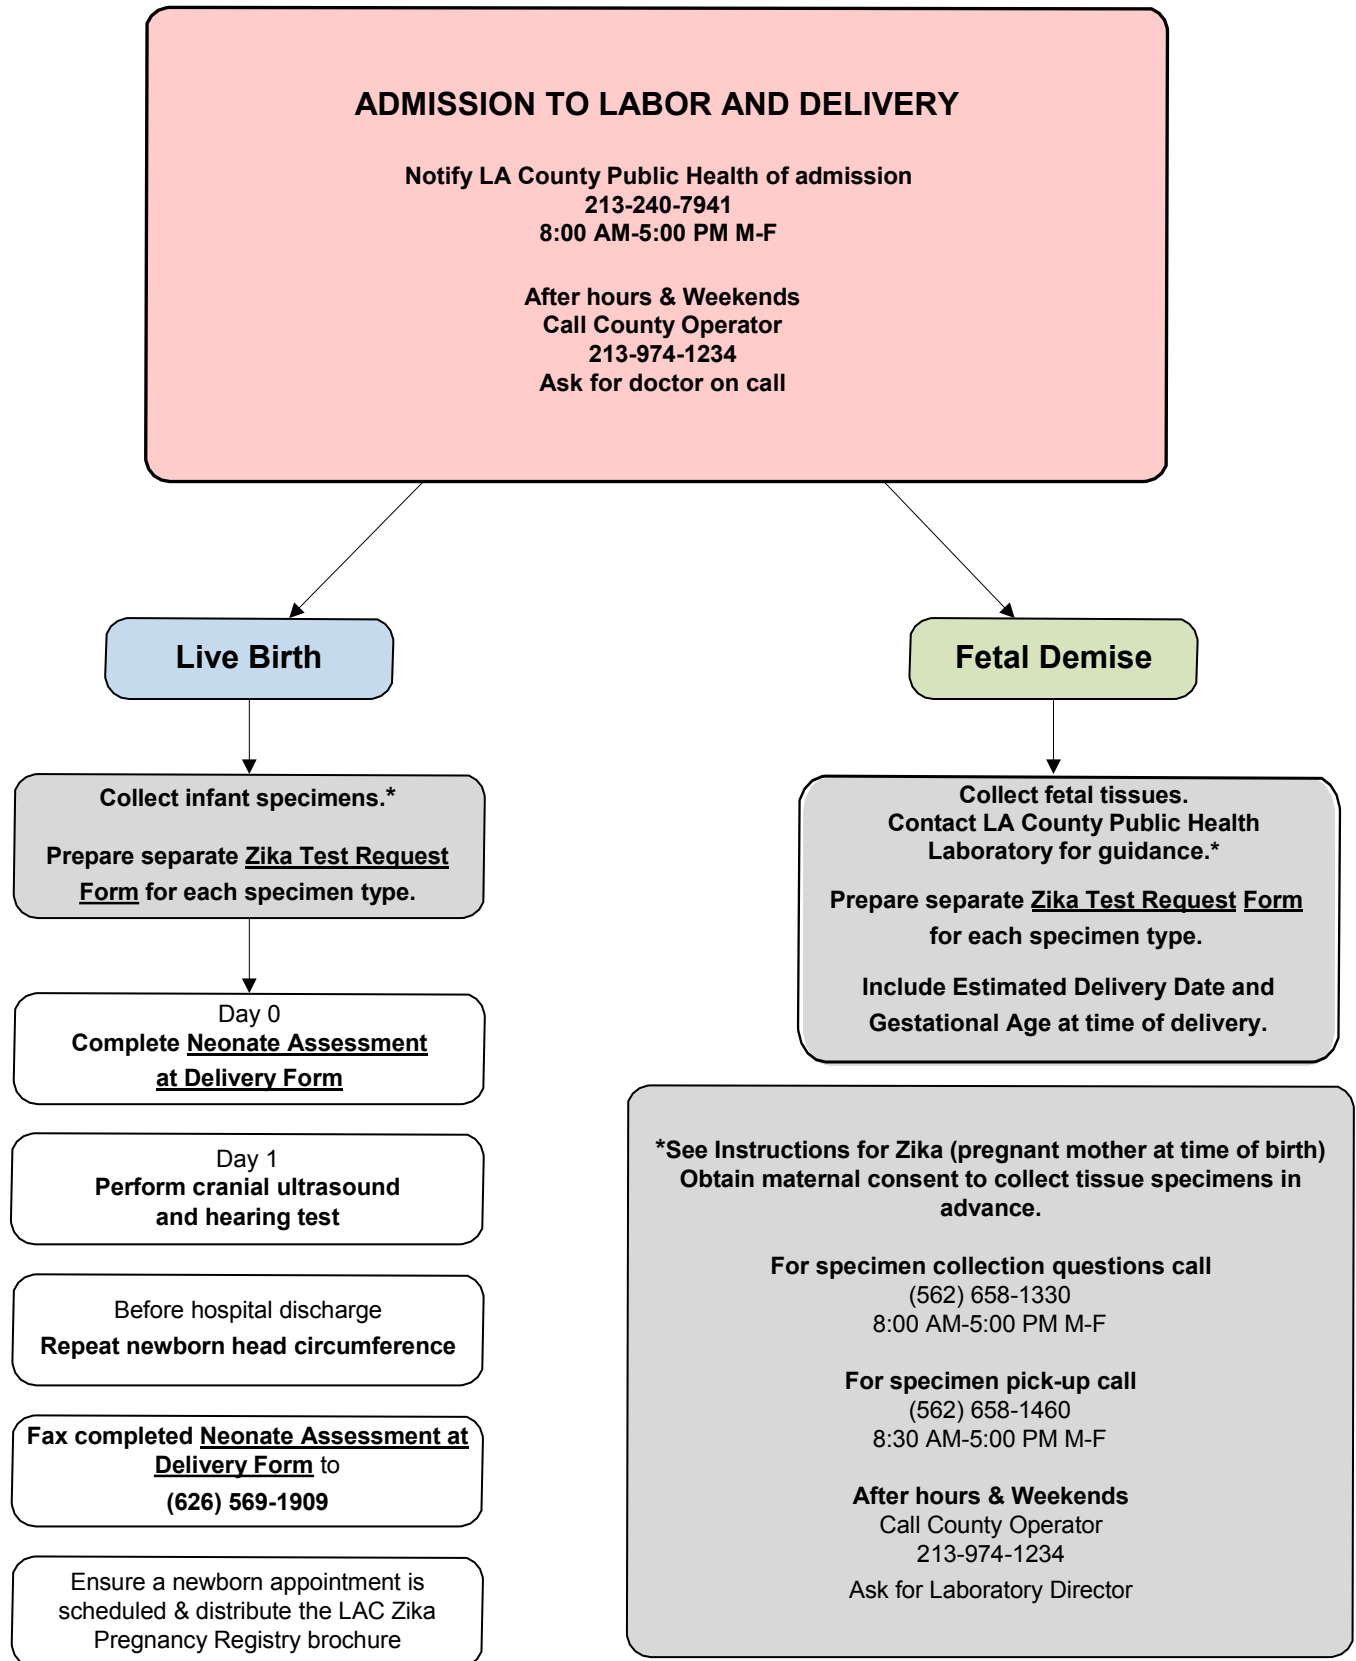 ADMISSION TO LABOR AND DELIVERY
Notify LA County Public Health of admission
213-240-7941
8:00 AM-5:00 PM M-F
After hours & Weekends
Call County Operator
213-974-1234
Ask for doctor on call
Live Birth
Collect infant specimens.*
Prepare separate Zika Test Request
Form for each specimen type.
Day 0
Complete Neonate Assessment
at Delivery Form
Day 1
Perform cranial ultrasound
and hearing test
Before hospital discharge
Repeat newborn head circumference
Fax completed Neonate Assessment at
Delivery Form to
(626) 569-1909
Ensure a newborn appointment is
scheduled & distribute the LAC Zika
Pregnancy Registry brochure
Fetal Demise
Collect fetal tissues.
Contact LA County Public Health
Laboratory for guidance.*
Prepare separate Zika Test Request Form
for each specimen type.
Include Estimated Delivery Date and
Gestational Age at time of delivery.
*See Instructions for Zika (pregnant mother at time of birth)
Obtain maternal consent to collect tissue specimens in
advance.
For specimen collection questions call
(562) 658-1330
8:00 AM-5:00 PM M-F
For specimen pick-up call
(562) 658-1460
8:30 AM-5:00 PM M-F
After hours & Weekends
Call County Operator
213-974-1234
Ask for Laboratory Director